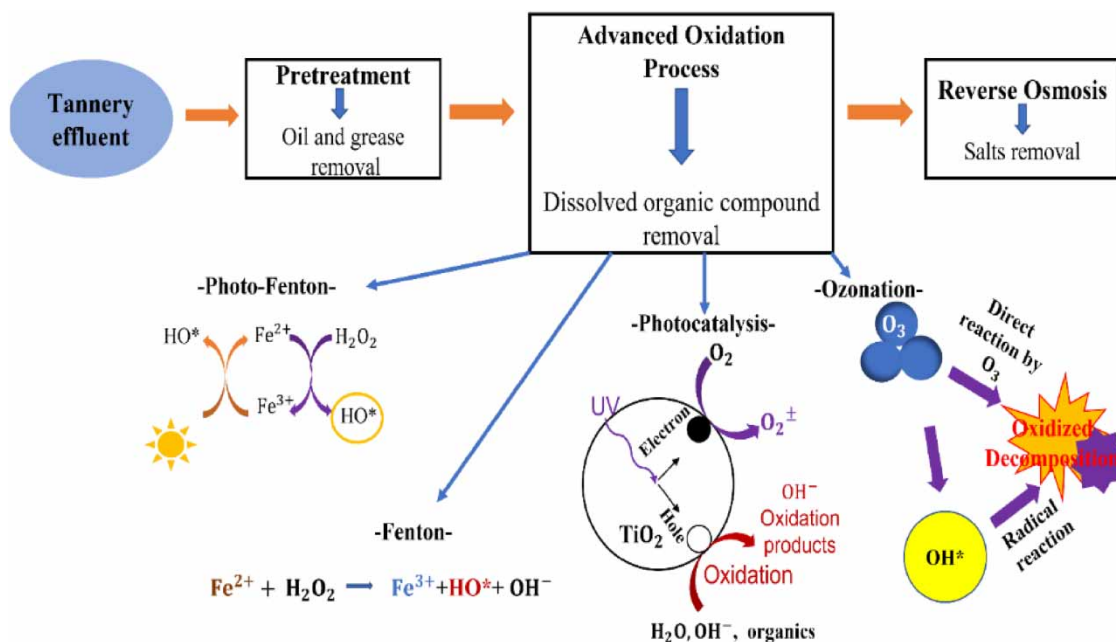 Tannery
effluent
Pretreatment
Oil and grease
removal
Advanced Oxidation
Process
Dissolved organic compound
removal
Reverse Osmosis
Salts removal
-Photo-Fenton-
HO*
Fe²⁺
H₂O₂
Fe³⁺
HO*
-Fenton-
Fe²⁺ + H₂O₂ → Fe³⁺+HO*+ OH⁻
-Photocatalysis-
O₂
UV
Electron
O₂±
Hole
TiO₂
OH⁻
Oxidation
products
Oxidation
H₂O, OH⁻, organics
-Ozonation-
O₃
Direct
reaction by
O₃
Oxidized
Decomposition
OH*
Radical
reaction